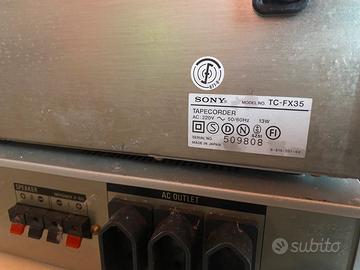 SONY MODEL NO. TC-FX35
TAPECORDER
AC 220V ~ 50/60Hz 13W
D S D N FI
SERIAL NO. 509808
MADE IN JAPAN
SPEAKER
AC OUTLET
subito